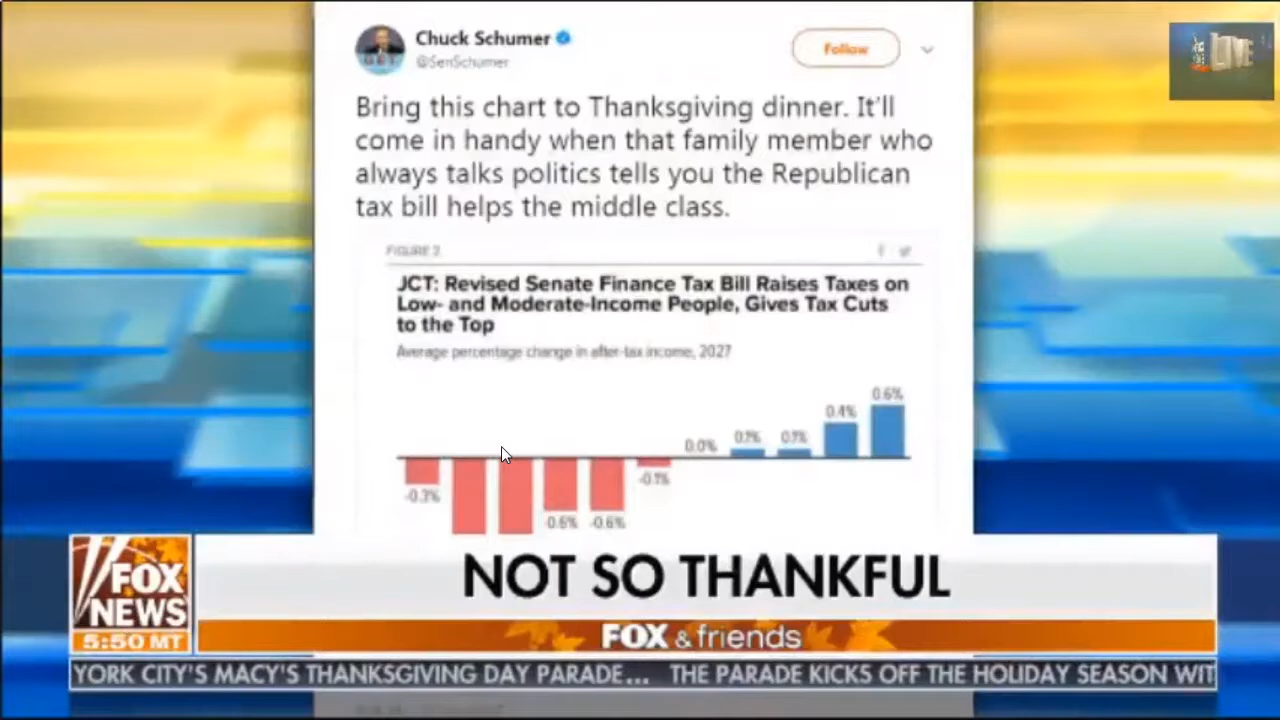 Chuck Schumer
@SenSchumer
Follow
LIVE
Bring this chart to Thanksgiving dinner. It'll
come in handy when that family member who
always talks politics tells you the Republican
tax bill helps the middle class.
FIGURE 2
JCT: Revised Senate Finance Tax Bill Raises Taxes on
Low- and Moderate-Income People, Gives Tax Cuts
to the Top
Average percentage change in after-tax income, 2027
0.6%
0.4%
0.0% 0.1% 0.1%
-0.1%
-0.3%
-0.6% -0.6%
NOT SO THANKFUL
FOX
NEWS
5:50 MT
FOX & friends
YORK CITY'S MACY'S THANKSGIVING DAY PARADE... THE PARADE KICKS OFF THE HOLIDAY SEASON WIT